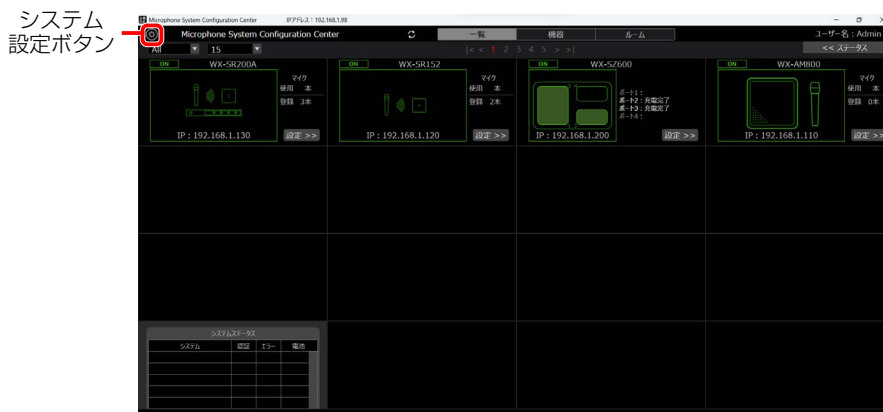 システム
設定ボタン
Microphone System Configuration Center IPアドレス：192.168.1.98
Microphone System Configuration Center 一覧 機器 ルーム ユーザー名：Admin
All 15 |< < 1 2 3 4 5 > >| << ステータス
ON WX-SR200A
マイク
使用 本
登録 3本
IP：192.168.1.130 設定 >>
ON WX-SR152
マイク
使用 本
登録 2本
IP：192.168.1.120 設定 >>
ON WX-SZ600
ポート1：
ポート2：充電完了
ポート3：充電完了
ポート4：
IP：192.168.1.200 設定 >>
ON WX-AM800
マイク
使用 本
登録 0本
IP：192.168.1.110 設定 >>
システムステータス
システム 認証 エラー 電池